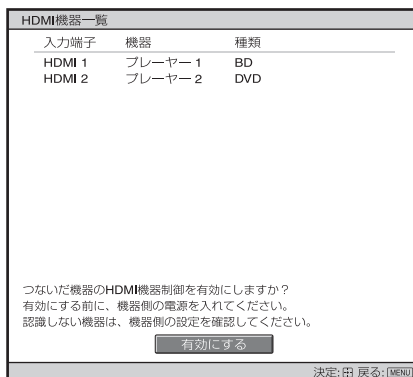 HDMI機器一覧
入力端子 機器 種類
HDMI 1 プレーヤー 1 BD
HDMI 2 プレーヤー 2 DVD
つないだ機器のHDMI機器制御を有効にしますか？
有効にする前に、機器側の電源を入れてください。
認識しない機器は、機器側の設定を確認してください。
有効にする
決定:⊞ 戻る:MENU